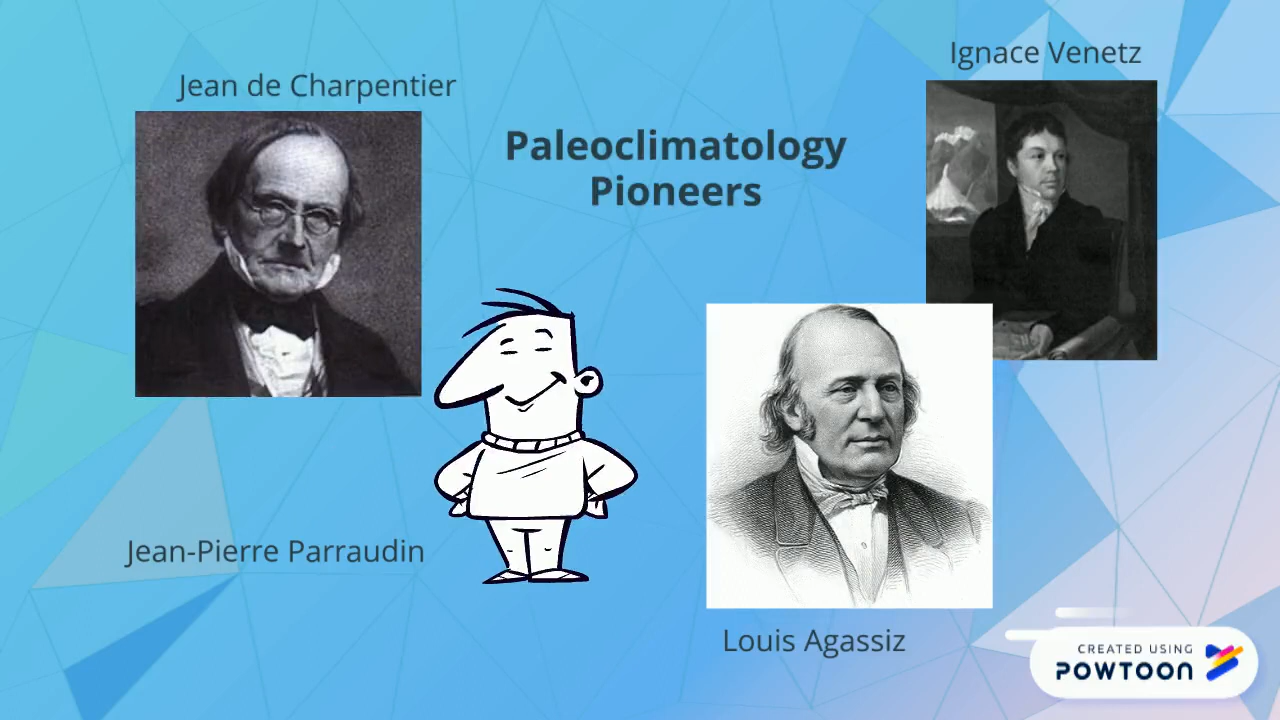 Ignace Venetz
Jean de Charpentier
Paleoclimatology
Pioneers
Jean-Pierre Parraudin
Louis Agassiz
CREATED USING
POWTOON